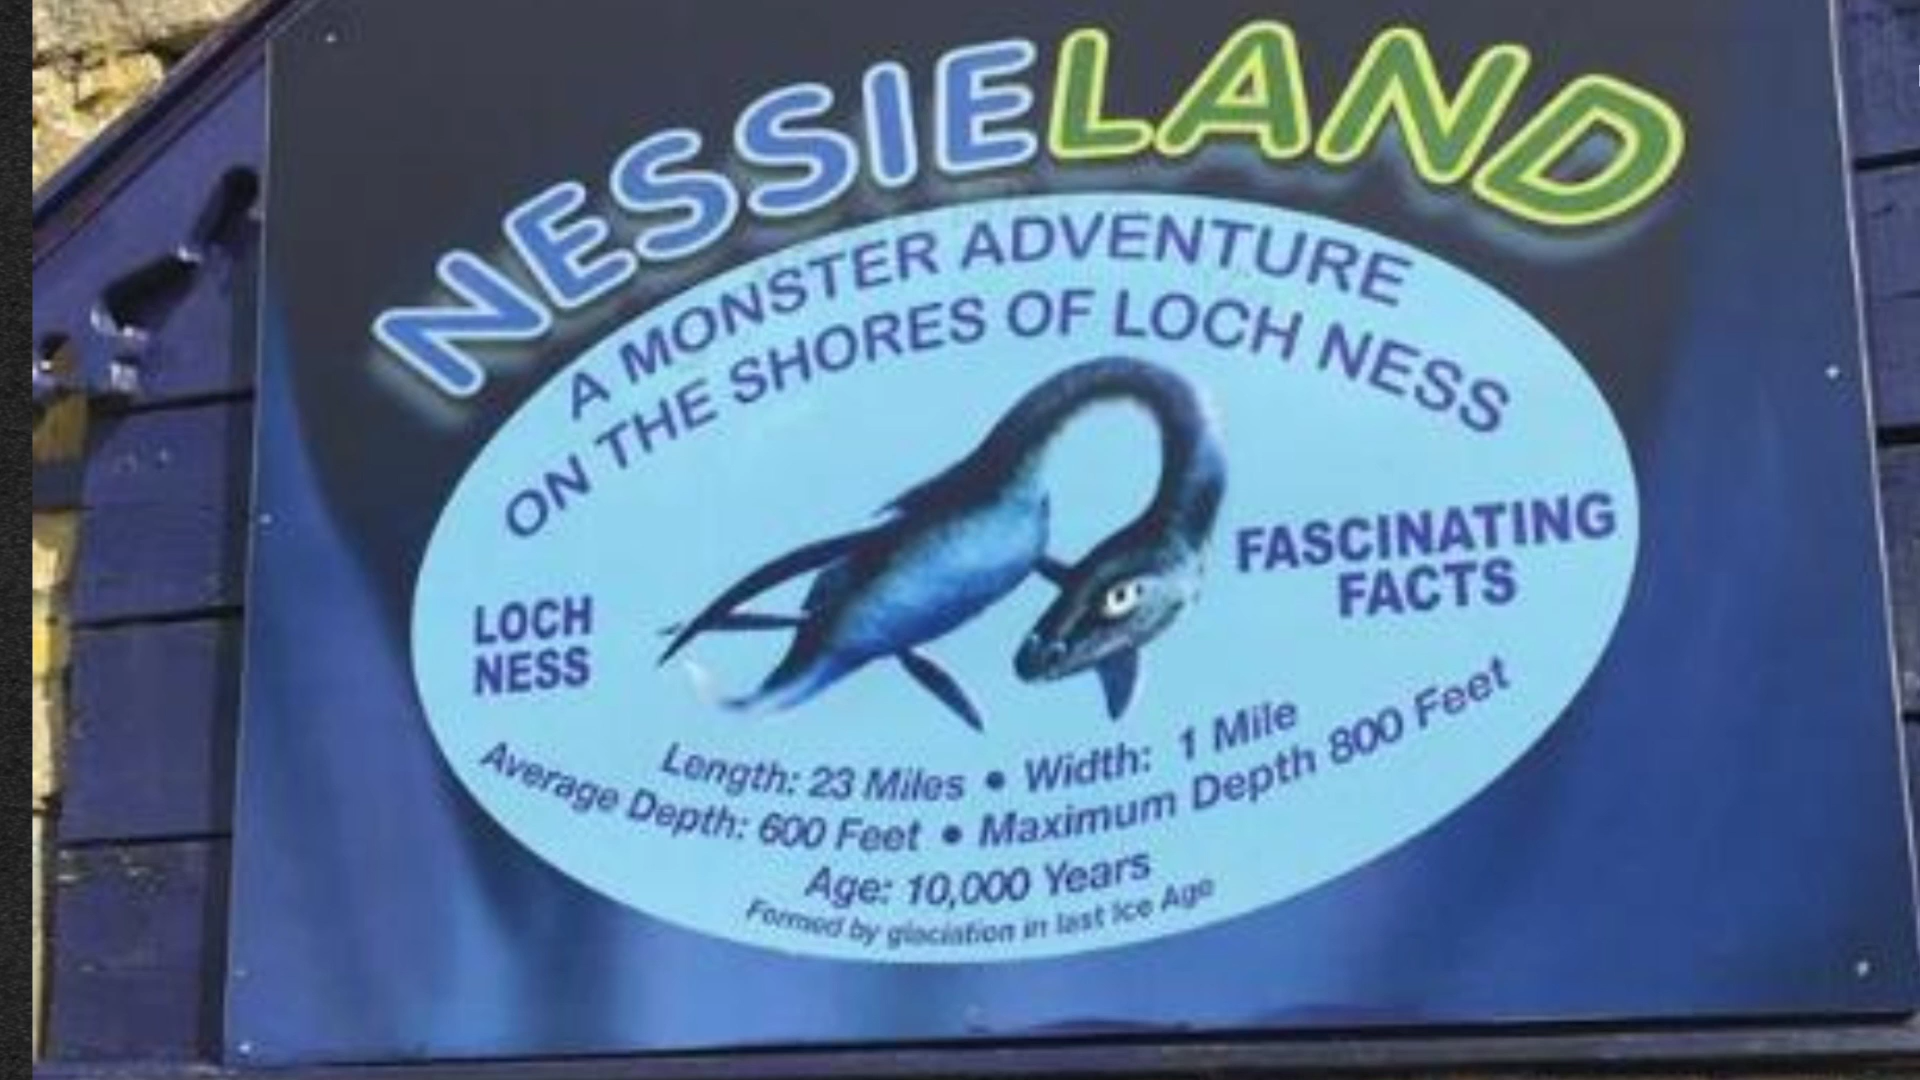 NESSIELAND
A MONSTER ADVENTURE
ON THE SHORES OF LOCH NESS
LOCH
NESS
FASCINATING
FACTS
Length: 23 Miles • Width: 1 Mile
Average Depth: 600 Feet • Maximum Depth 800 Feet
Age: 10,000 Years
Formed by glaciation in last Ice Age